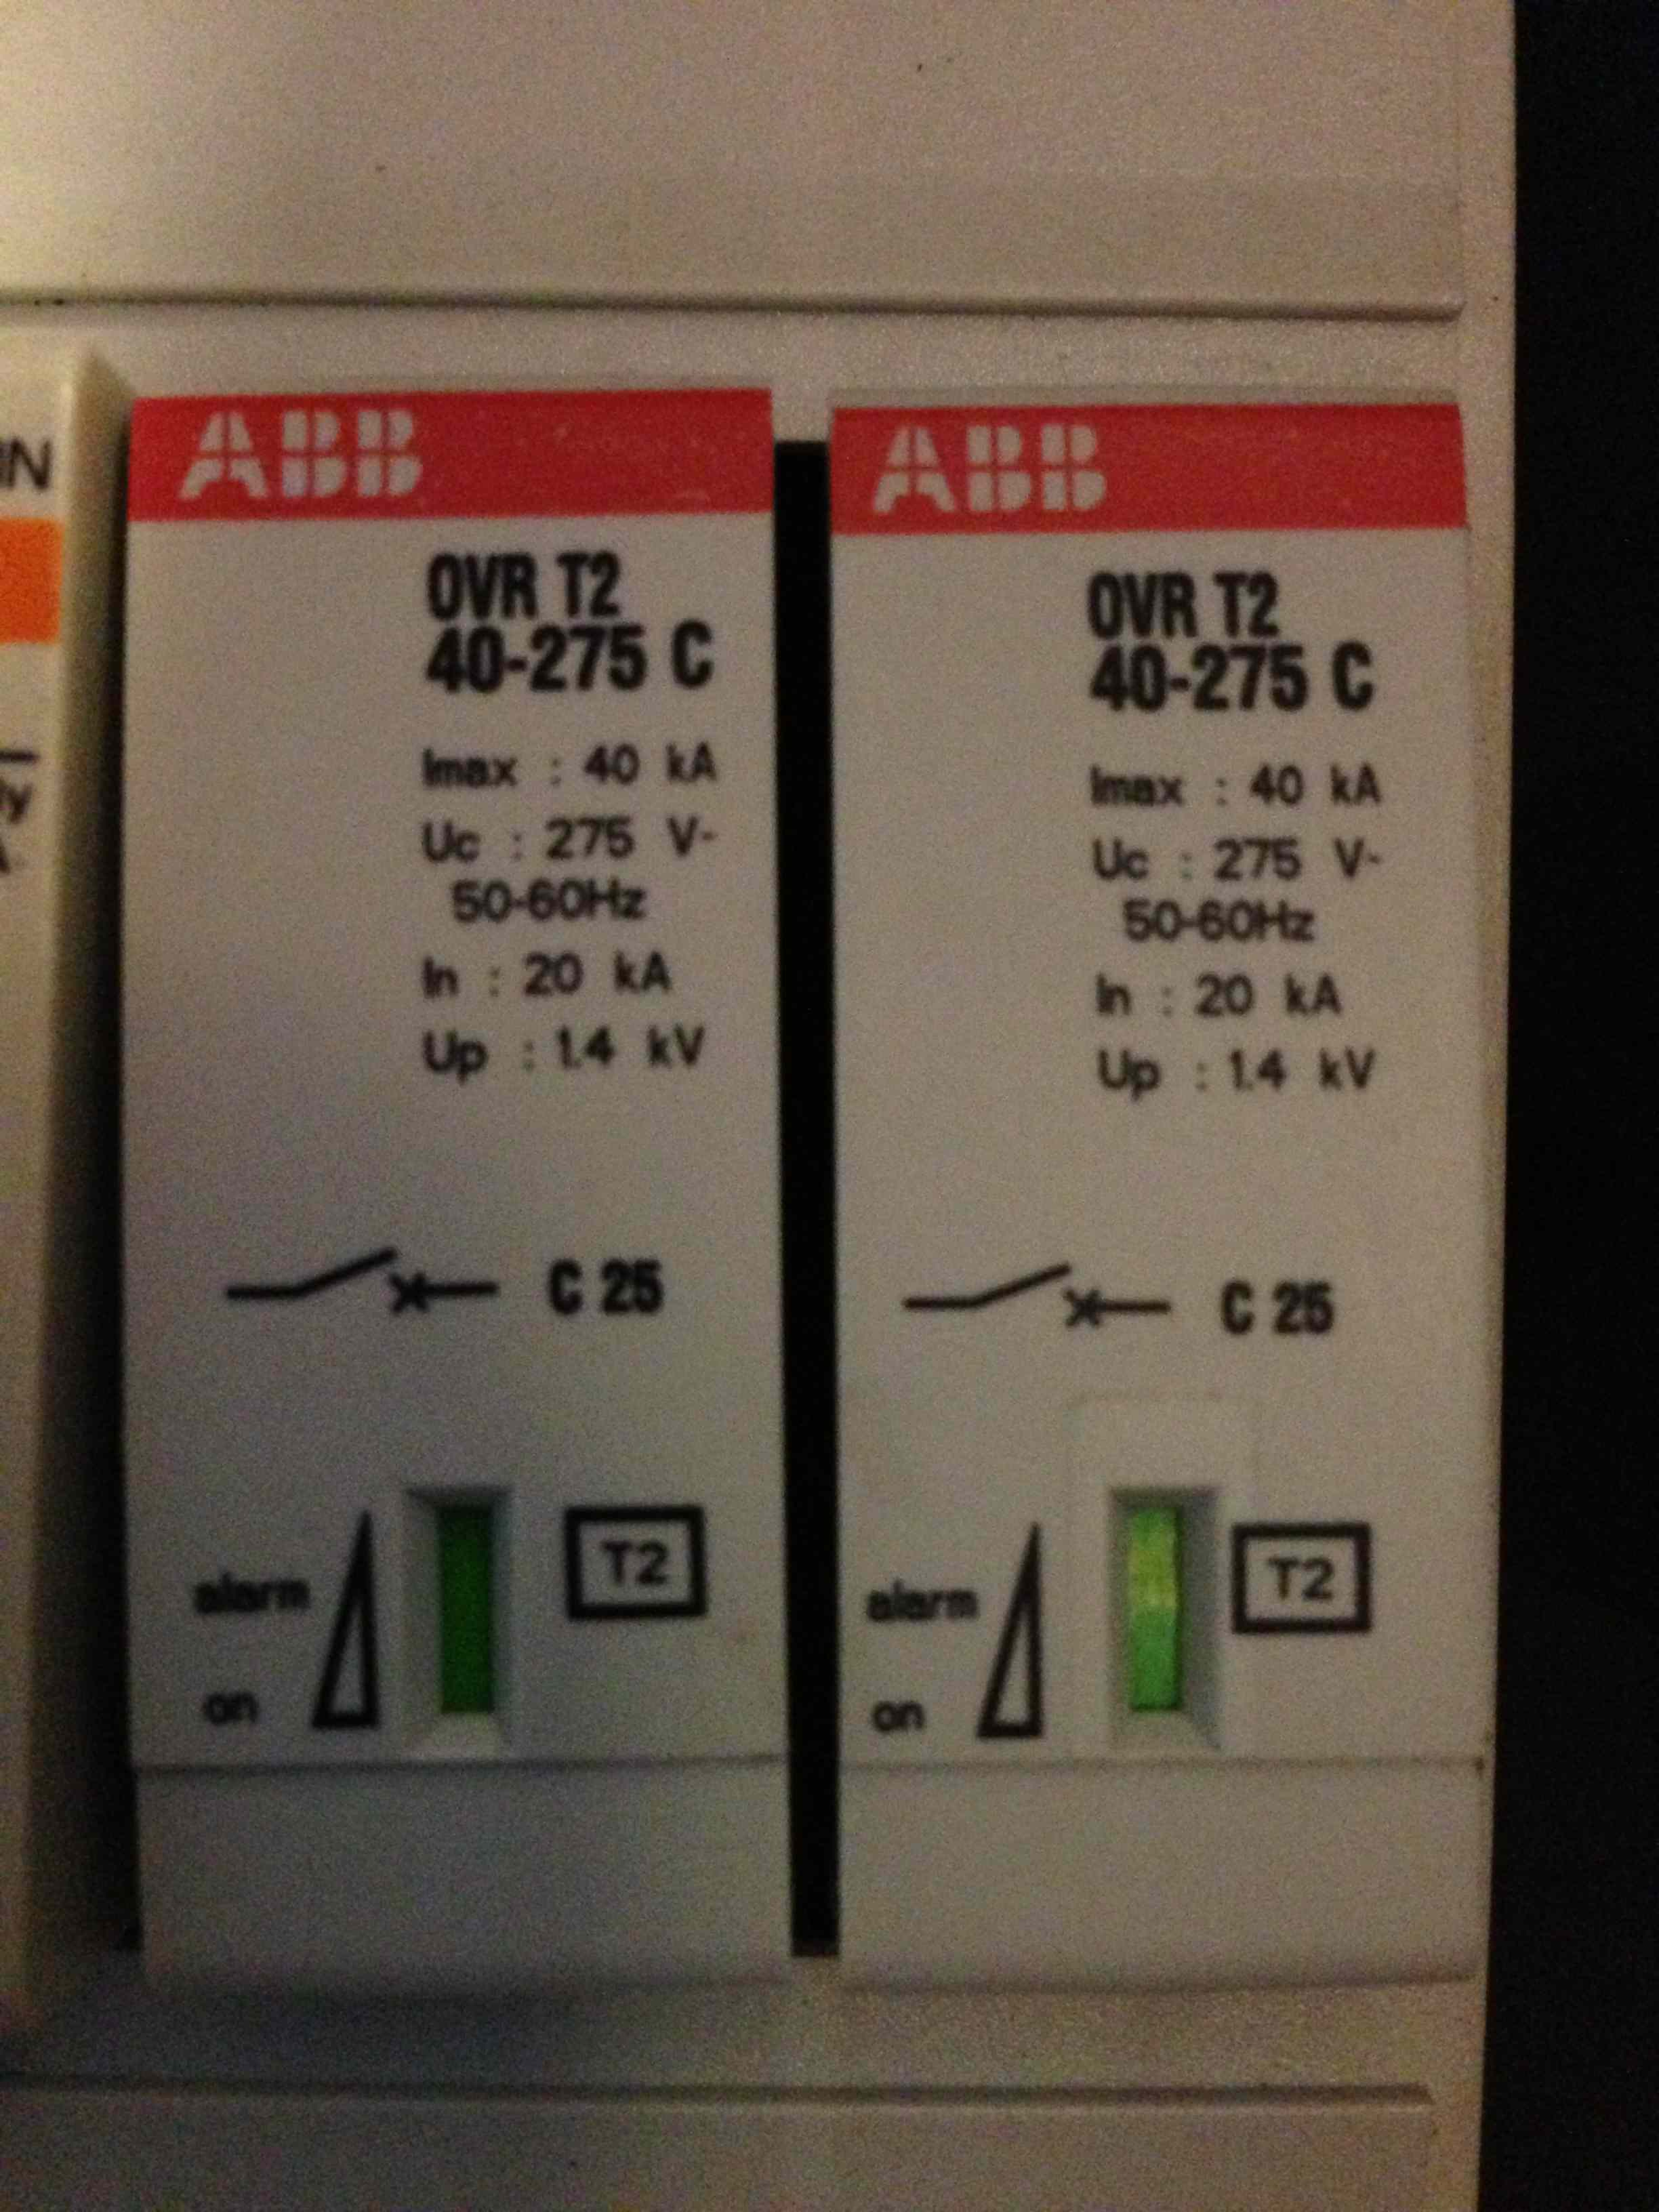 IN
ly
A
ABB
OVR T2
40-275 C
Imax : 40 kA
Uc : 275 V~
50-60Hz
In : 20 kA
Up : 1.4 kV
C 25
T2
alarm
on
ABB
OVR T2
40-275 C
Imax : 40 kA
Uc : 275 V~
50-60Hz
In : 20 kA
Up : 1.4 kV
C 25
T2
alarm
on